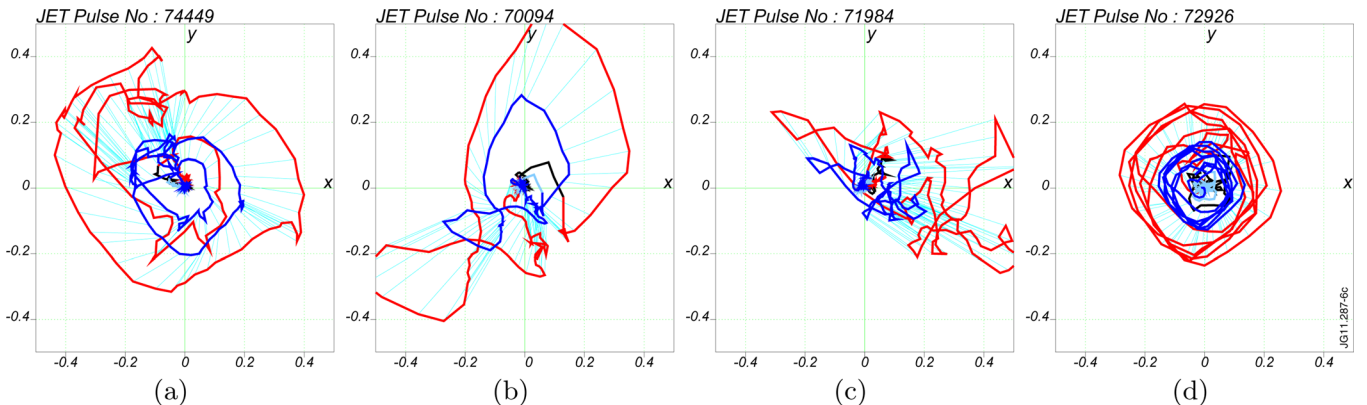 JET Pulse No : 74449
y
0.4
0.2
0
x
-0.2
-0.4
-0.4 -0.2 0 0.2 0.4
(a)
JET Pulse No : 70094
y
0.4
0.2
0
x
-0.2
-0.4
-0.4 -0.2 0 0.2 0.4
(b)
JET Pulse No : 71984
y
0.4
0.2
0
x
-0.2
-0.4
-0.4 -0.2 0 0.2 0.4
(c)
JET Pulse No : 72926
y
0.4
0.2
0
x
-0.2
-0.4
-0.4 -0.2 0 0.2 0.4
JG11.287-6c
(d)